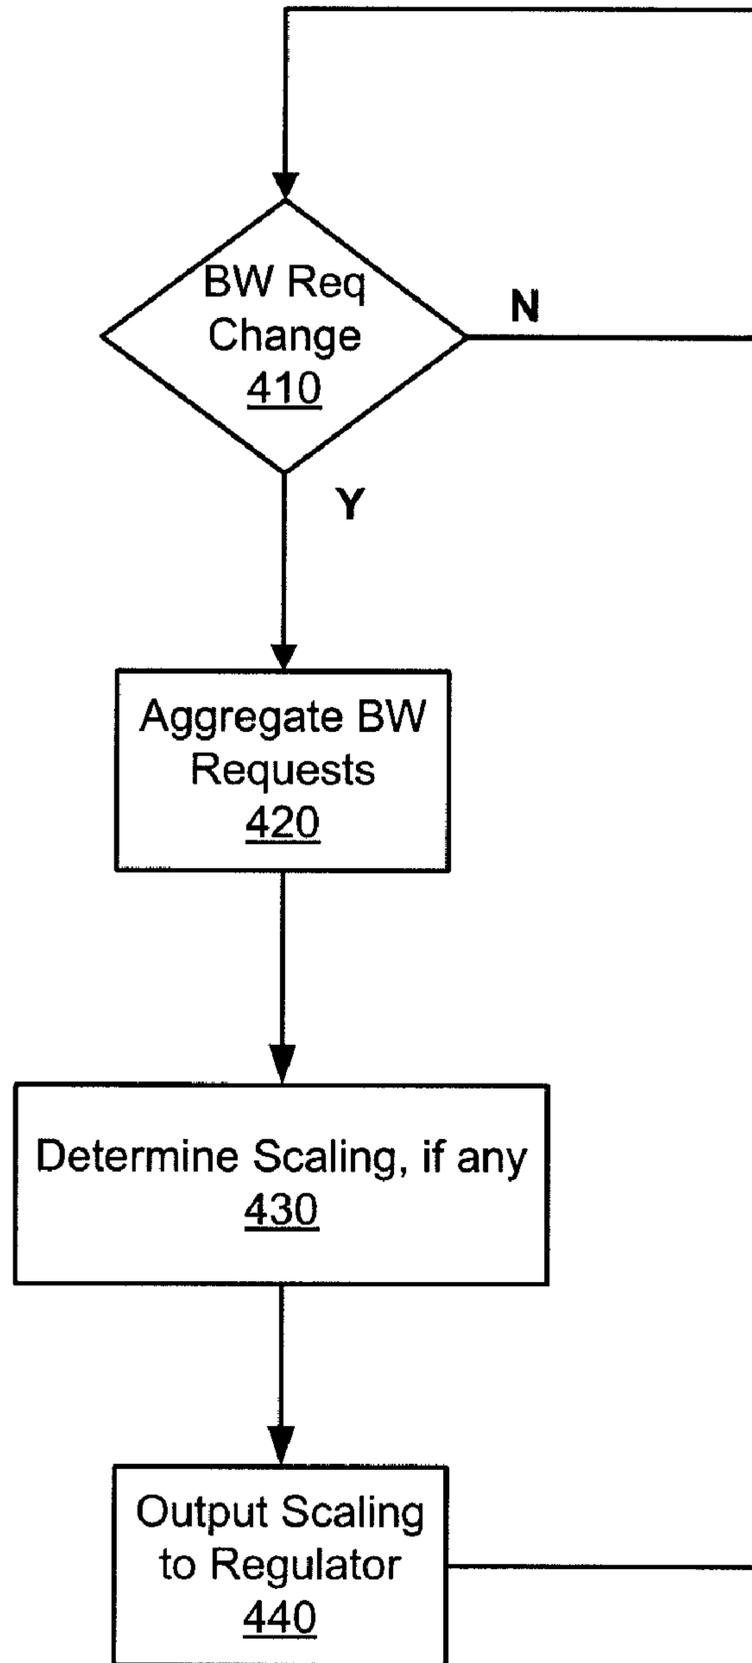 BW Req
Change
410
N
Y
Aggregate BW
Requests
420
Determine Scaling, if any
430
Output Scaling
to Regulator
440